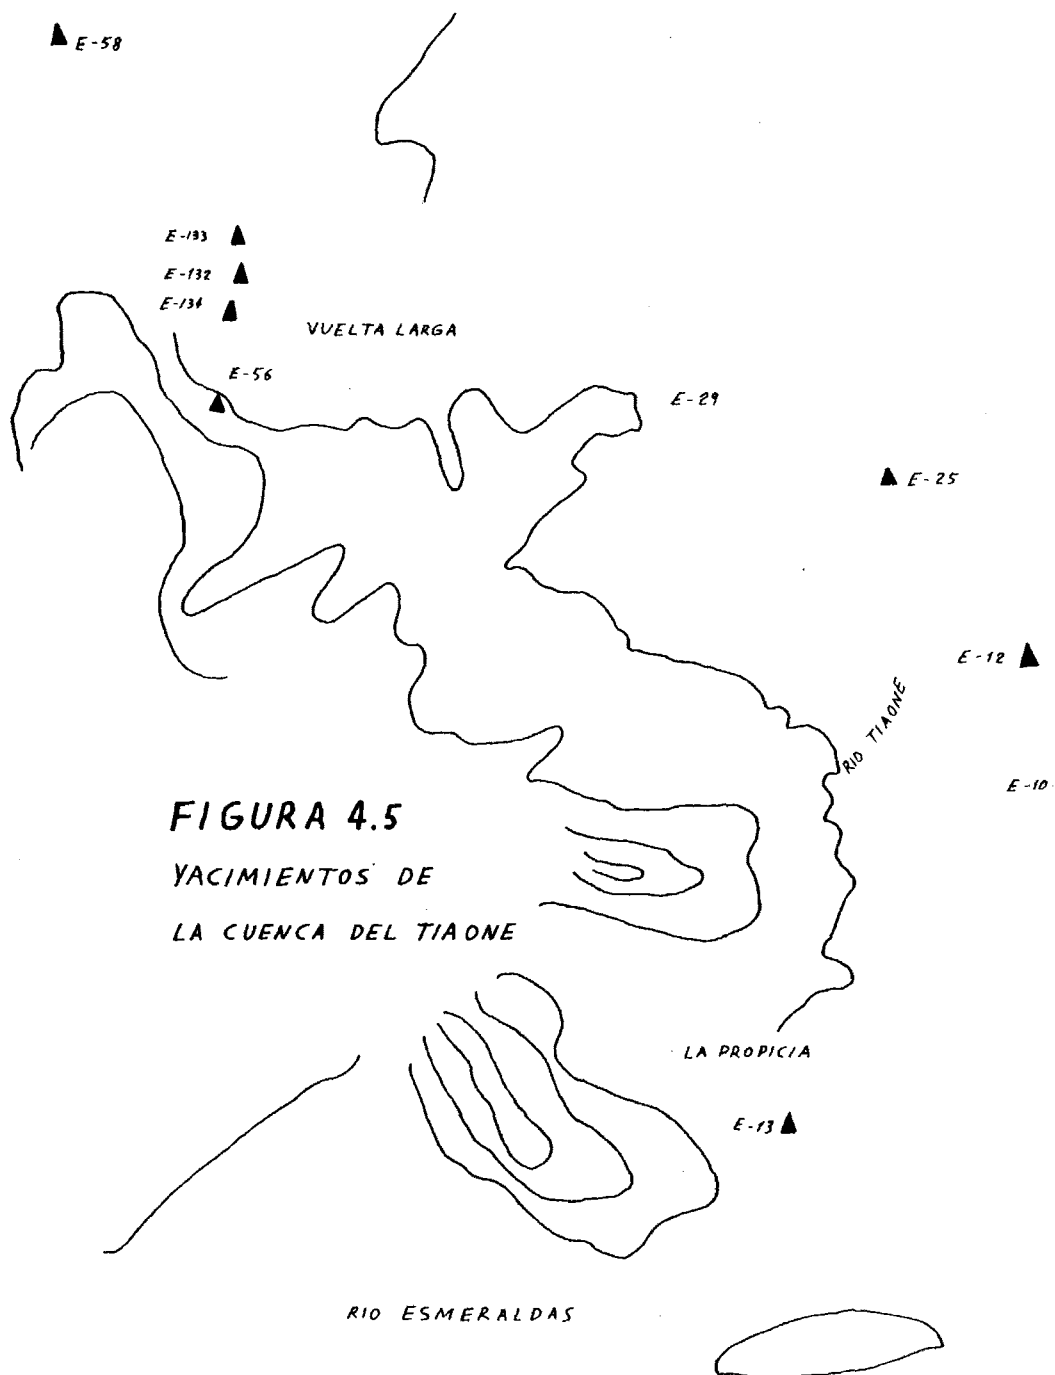 E-58
E-133
E-132
E-134
VUELTA LARGA
E-56
E-29
E-25
E-12
RIO TIAONE
E-10
FIGURA 4.5
YACIMIENTOS DE
LA CUENCA DEL TIAONE
LA PROPICIA
E-13
RIO ESMERALDAS